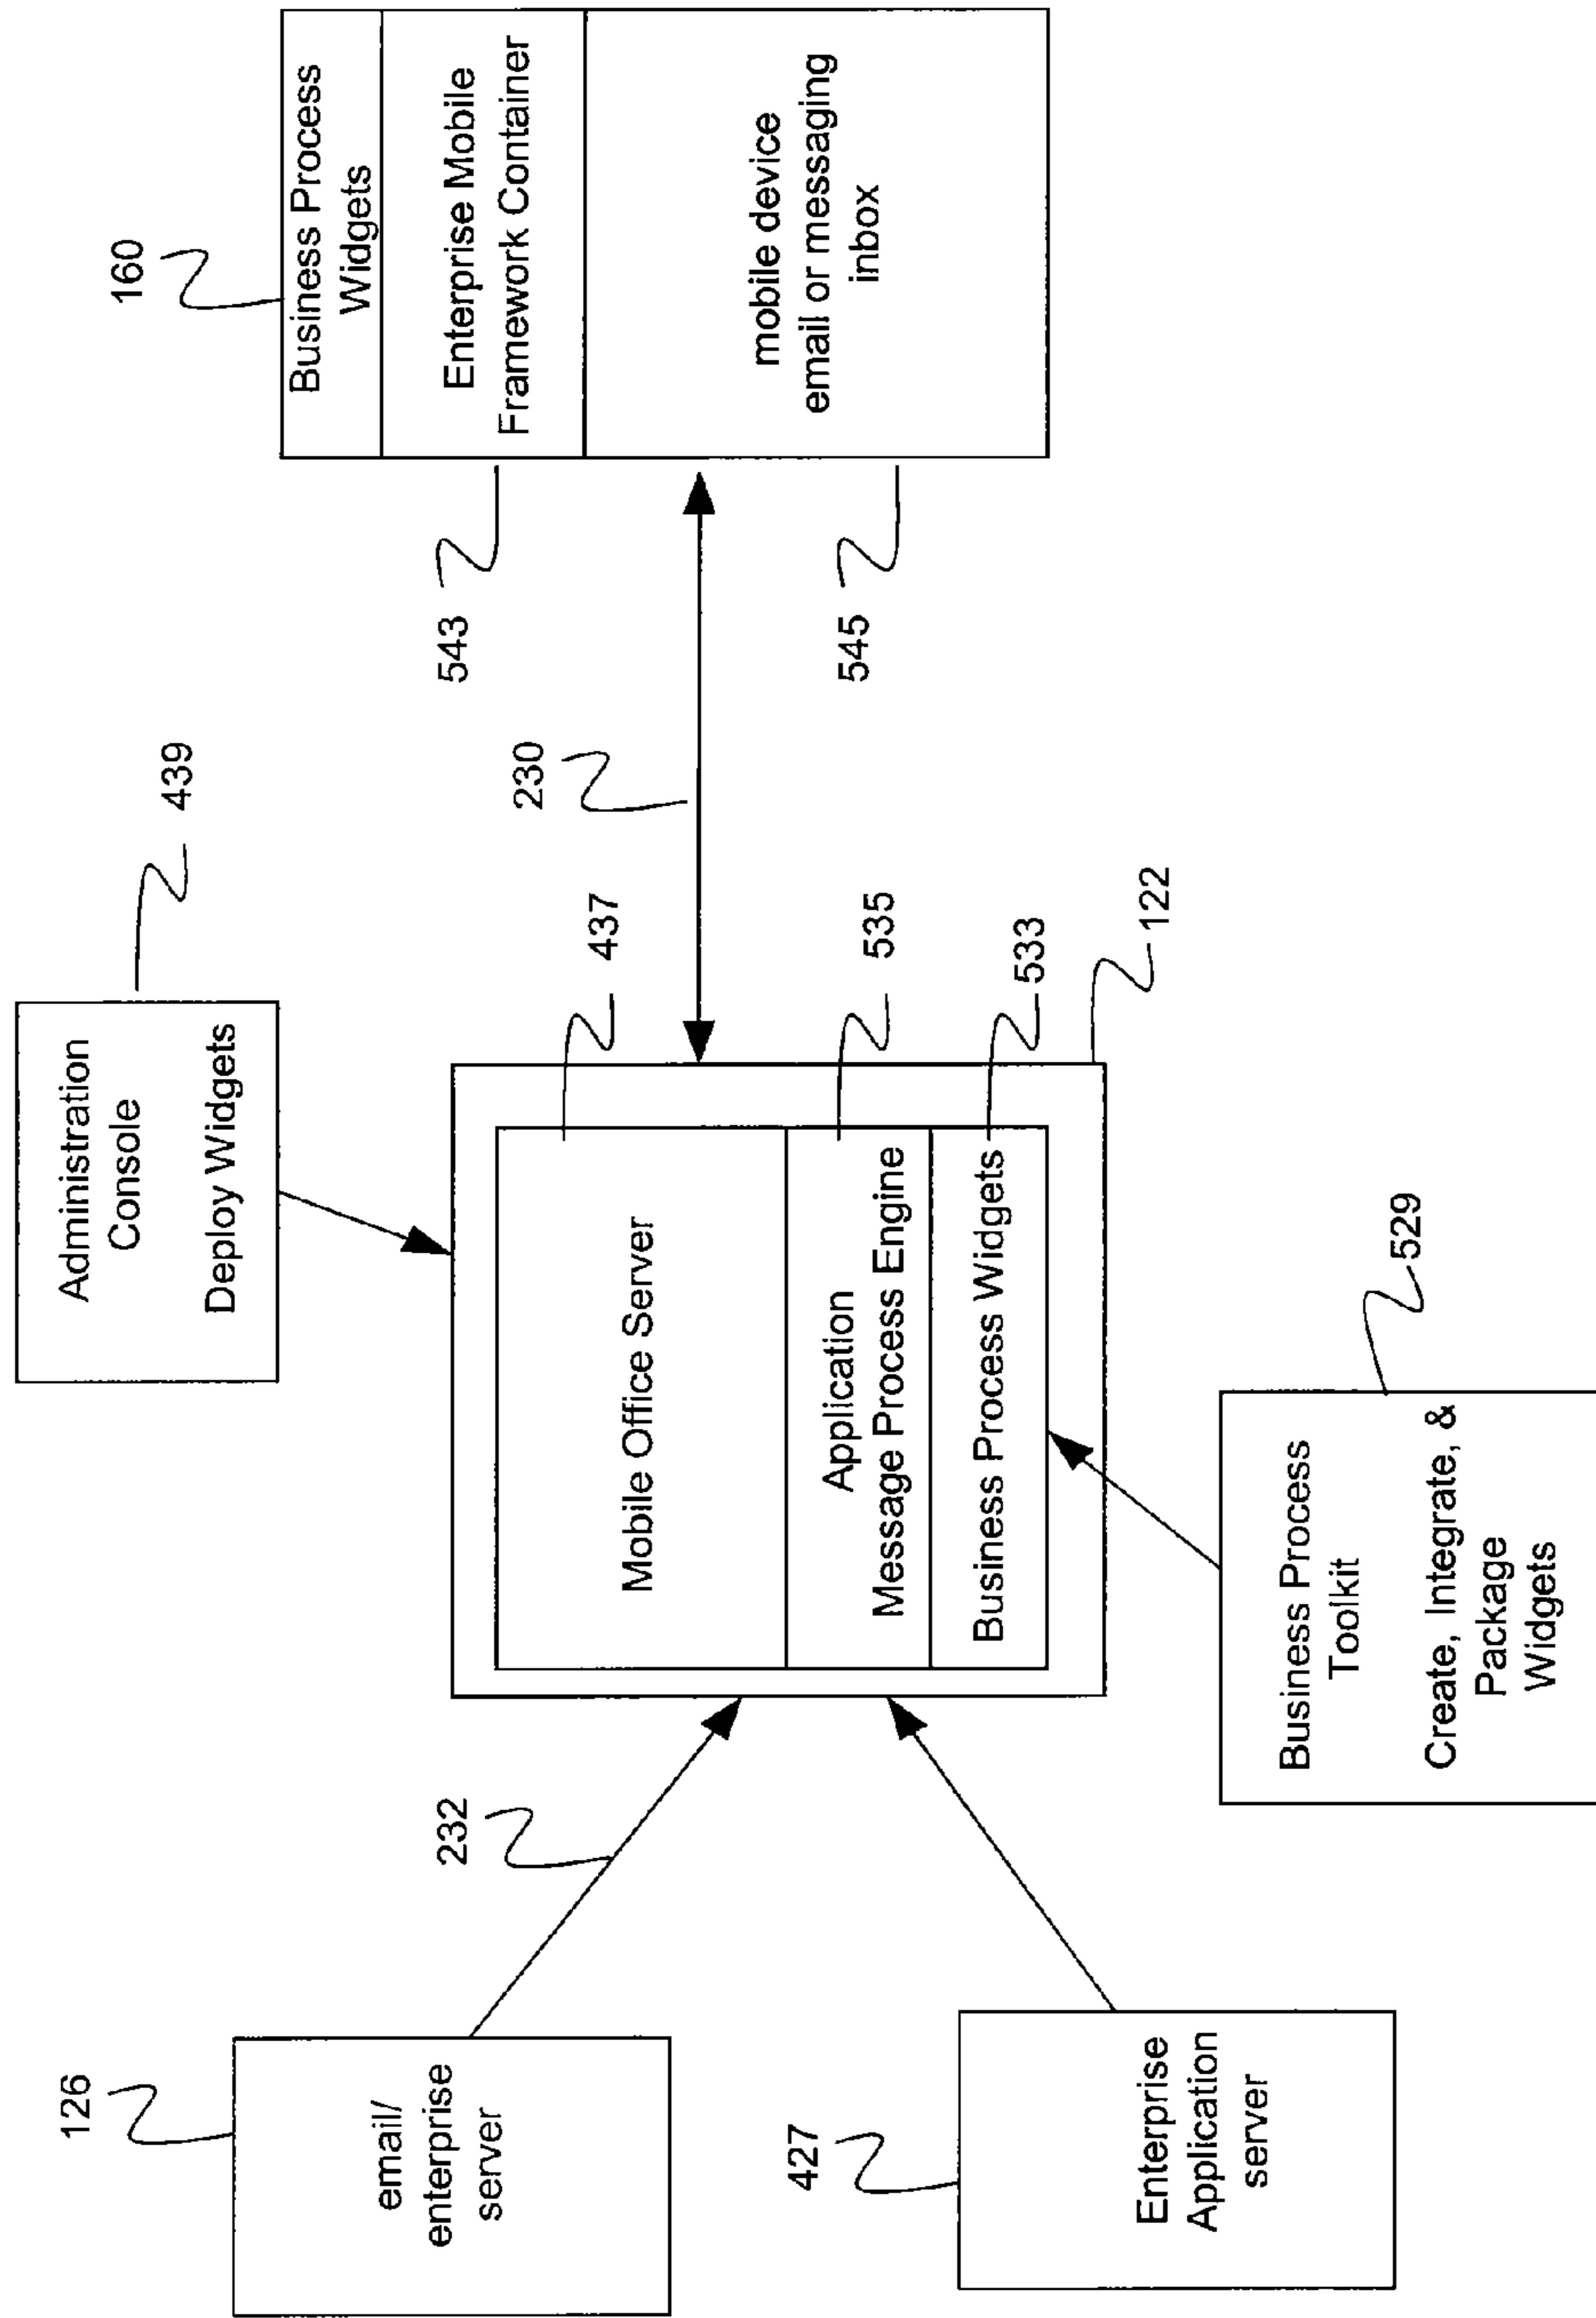 126
email/
enterprise
server
427
Enterprise
Application
server
232
Administration
Console
Deploy Widgets
439
Mobile Office Server
437
Application
Message Process Engine
535
Business Process Widgets
533
122
Business Process
Toolkit
Create, Integrate, &
Package
Widgets
529
230
160
Business Process
Widgets
Enterprise Mobile
Framework Container
543
mobile device
email or messaging
inbox
545